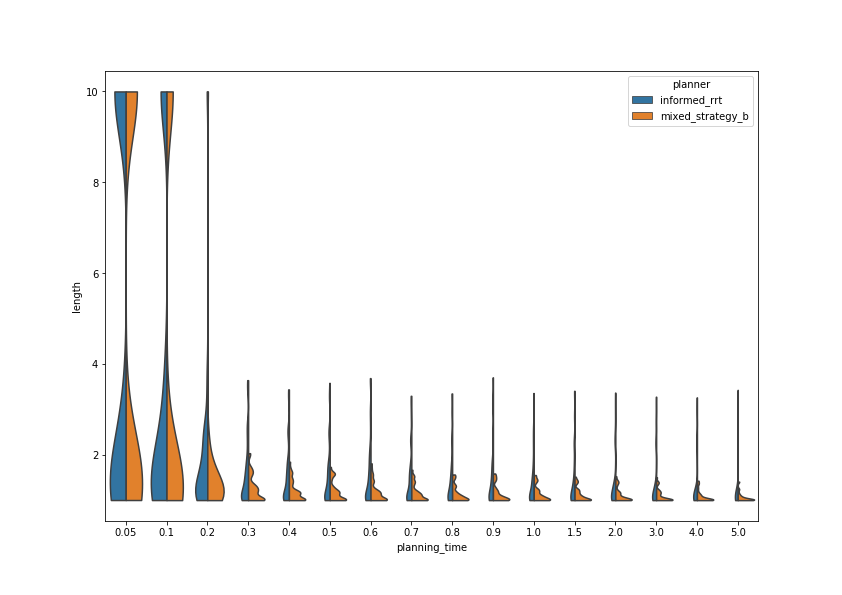 planner
informed_rrt
mixed_strategy_b
10
8
6
4
2
length
0.05 0.1 0.2 0.3 0.4 0.5 0.6 0.7 0.8 0.9 1.0 1.5 2.0 3.0 4.0 5.0
planning_time